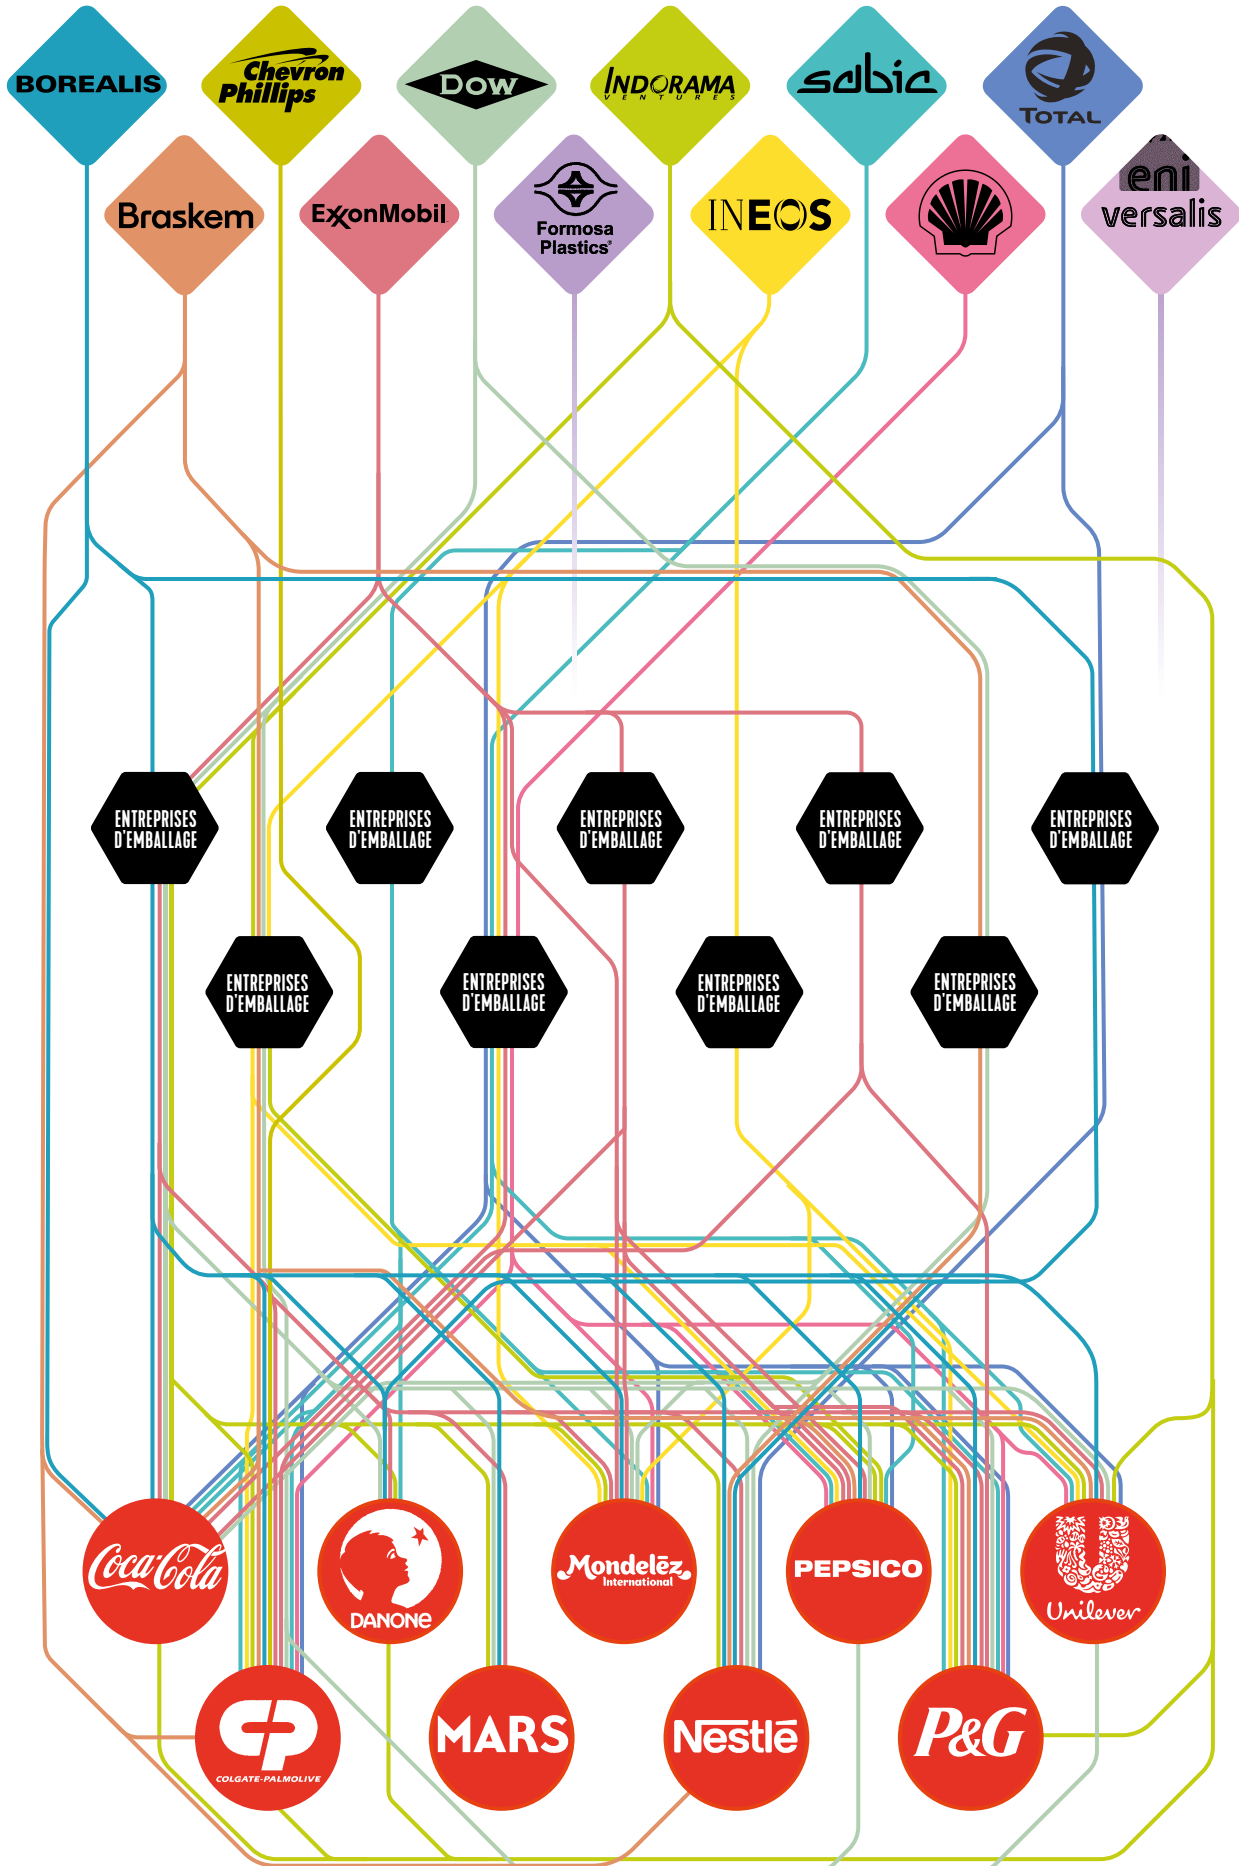 BOREALIS
Chevron
Phillips
Dow
INDORAMA
VENTURES
sabic
TOTAL
Braskem
ExxonMobil
Formosa
Plastics®
INEOS
eni
versalis
ENTREPRISES
D'EMBALLAGE
ENTREPRISES
D'EMBALLAGE
ENTREPRISES
D'EMBALLAGE
ENTREPRISES
D'EMBALLAGE
ENTREPRISES
D'EMBALLAGE
ENTREPRISES
D'EMBALLAGE
ENTREPRISES
D'EMBALLAGE
ENTREPRISES
D'EMBALLAGE
ENTREPRISES
D'EMBALLAGE
Coca-Cola
DANONE
Mondelēz
International
PEPSICO
Unilever
CP
COLGATE-PALMOLIVE
MARS
Nestlé
P&G